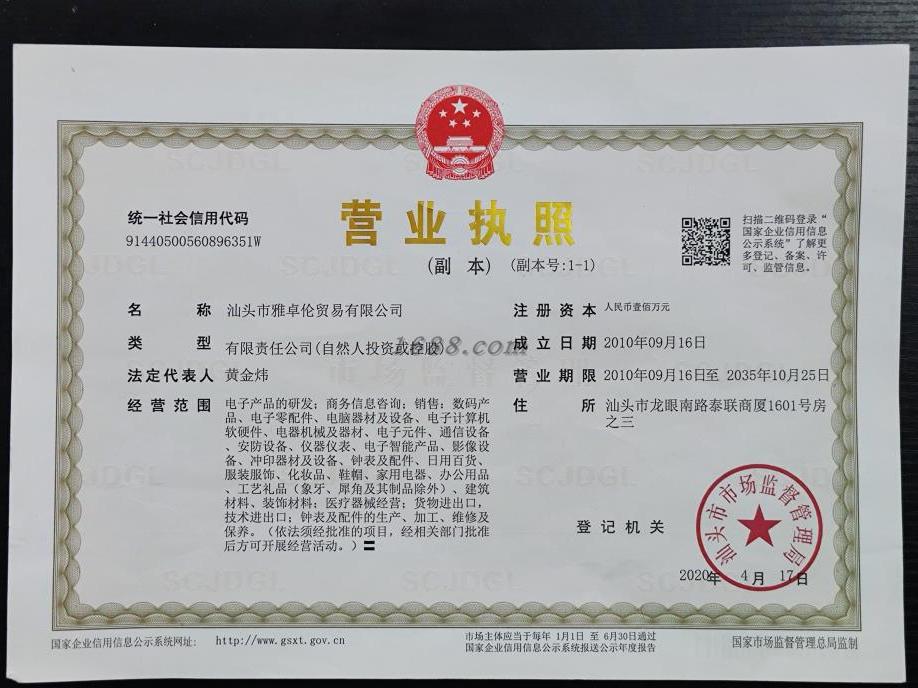 统一社会信用代码
91440500560896351W
营业执照
(副 本) (副本号:1-1)
扫描二维码登录"
国家企业信用信息
公示系统"了解更
多登记、备案、许
可、监管信息。
名 称 汕头市雅卓伦贸易有限公司
类 型 有限责任公司(自然人投资或控股)
法定代表人 黄金炜
经营范围 电子产品的研发；商务信息咨询；销售：数码产
品、电子零配件、电脑器材及设备、电子计算机
软硬件、电器机械及器材、电子元件、通信设备
、安防设备、仪器仪表、电子智能产品、影像设
备、冲印器材及设备、钟表及配件、日用百货、
服装服饰、化妆品、鞋帽、家用电器、办公用品
、工艺礼品（象牙、犀角及其制品除外）、建筑
材料、装饰材料；医疗器械经营；货物进出口，
技术进出口；钟表及配件的生产、加工、维修及
保养。（依法须经批准的项目，经相关部门批准
后方可开展经营活动。）
注册资本 人民币壹佰万元
成立日期 2010年09月16日
营业期限 2010年09月16日至 2035年10月25日
住 所 汕头市龙眼南路泰联商厦1601号房
之三
1688.com
市场监督管理
SCJDGL
登记机关
汕头市市场监督管理局
2020年 4月 17日
国家企业信用信息公示系统网址: http://www.gsxt.gov.cn
市场主体应当于每年 1月1日 至 6月30日通过
国家企业信用信息公示系统报送公示年度报告
国家市场监督管理总局监制